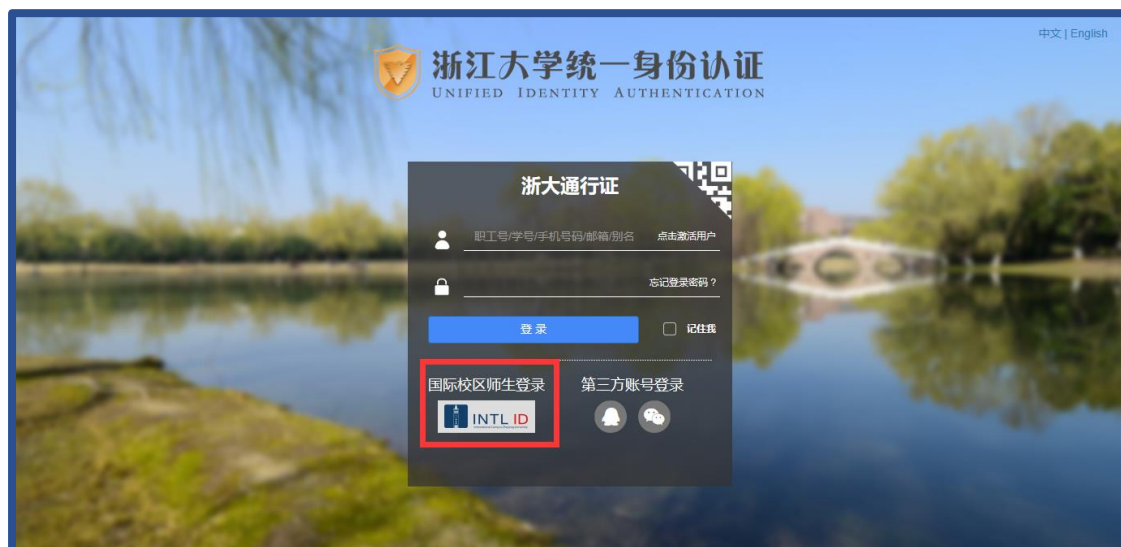 中文 | English
浙江大学统一身份认证
UNIFIED IDENTITY AUTHENTICATION
浙大通行证
职工号/学号/手机号码/邮箱/别名 点击激活用户
忘记登录密码？
登 录 记住我
国际校区师生登录 第三方账号登录
INTL ID